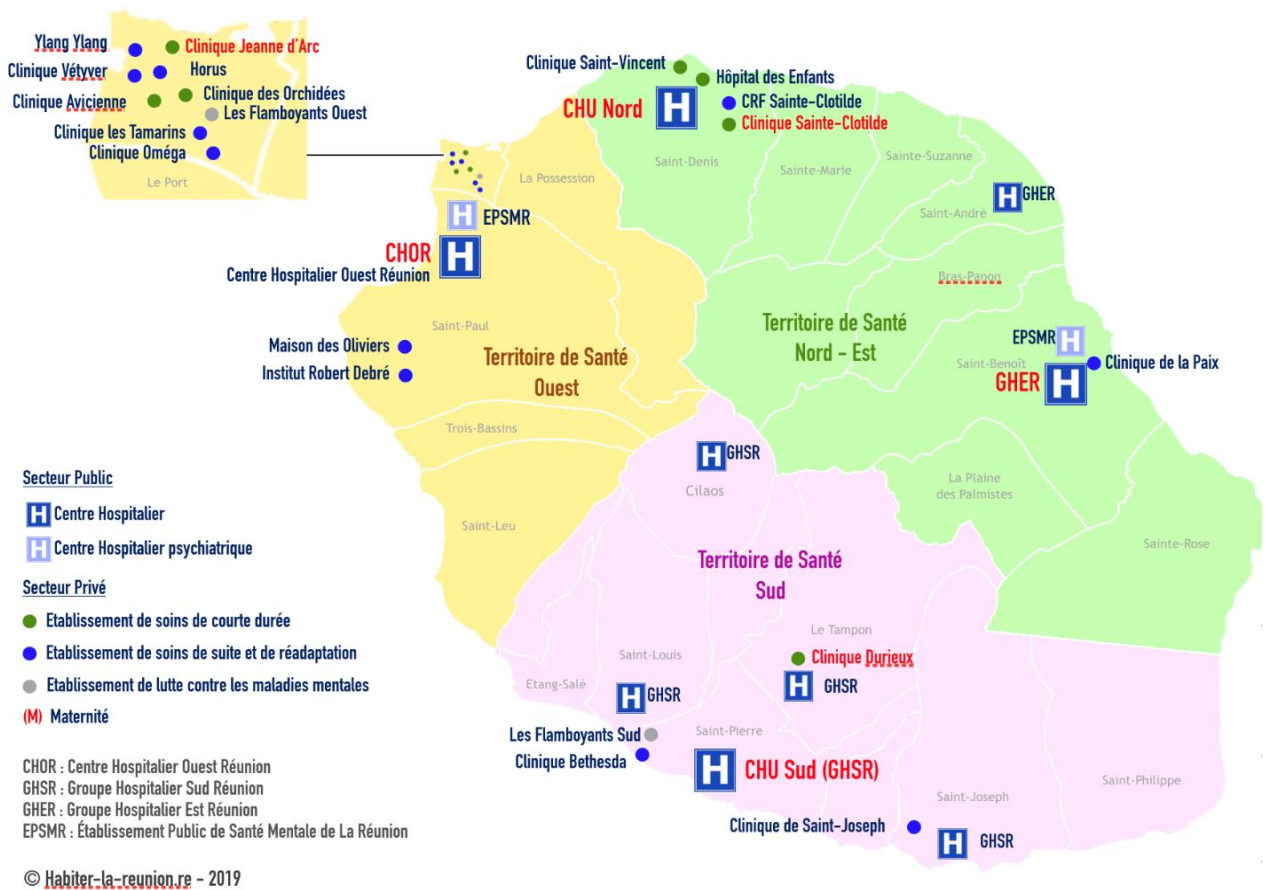 Ylang Ylang
Clinique Jeanne d'Arc
Clinique Vétyver
Horus
Clinique Avicienne
Clinique des Orchidées
Les Flamboyants Ouest
Clinique les Tamarins
Clinique Oméga
Le Port
Clinique Saint-Vincent
Hôpital des Enfants
CHU Nord
H
CRF Sainte-Clotilde
Clinique Sainte-Clotilde
Saint-Denis
Sainte-Marie
Sainte-Suzanne
La Possession
H
GHER
Saint-André
H
EPSMR
CHOR
H
Centre Hospitalier Ouest Réunion
Bras-Panon
Saint-Paul
Territoire de Santé
Nord - Est
EPSMR
H
Maison des Oliviers
Territoire de Santé
Ouest
Saint-Benoît
Clinique de la Paix
Institut Robert Debré
GHER
H
Trois-Bassins
H
GHSR
Cilaos
La Plaine
des Palmistes
Saint-Leu
Sainte-Rose
Territoire de Santé
Sud
Le Tampon
Clinique Durieux
H
GHSR
Saint-Louis
Etang-Salé
H
GHSR
Les Flamboyants Sud
Saint-Pierre
Clinique Bethesda
H
CHU Sud (GHSR)
Saint-Philippe
Saint-Joseph
Clinique de Saint-Joseph
H
GHSR
Secteur Public
H Centre Hospitalier
H Centre Hospitalier psychiatrique
Secteur Privé
Etablissement de soins de courte durée
Etablissement de soins de suite et de réadaptation
Etablissement de lutte contre les maladies mentales
(M) Maternité
CHOR : Centre Hospitalier Ouest Réunion
GHSR : Groupe Hospitalier Sud Réunion
GHER : Groupe Hospitalier Est Réunion
EPSMR : Établissement Public de Santé Mentale de La Réunion
© Habiter-la-reunion.re - 2019